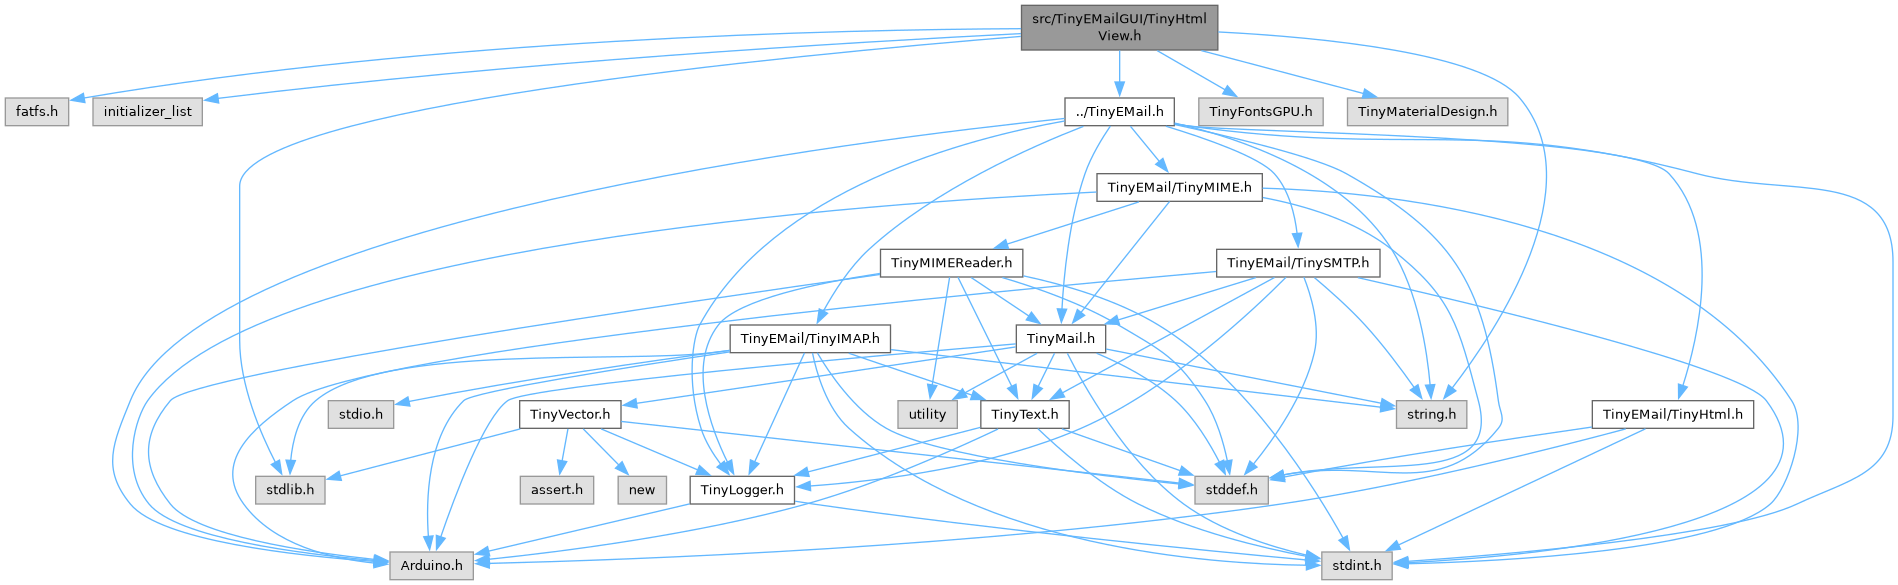 src/TinyEMailGUI/TinyHtml
View.h
fatfs.h
initializer_list
../TinyEMail.h
TinyFontsGPU.h
TinyMaterialDesign.h
TinyEMail/TinyMIME.h
TinyMIMEReader.h
TinyEMail/TinySMTP.h
TinyEMail/TinyIMAP.h
TinyMail.h
stdio.h
TinyVector.h
utility
TinyText.h
string.h
TinyEMail/TinyHtml.h
stdlib.h
assert.h
new
TinyLogger.h
stddef.h
Arduino.h
stdint.h